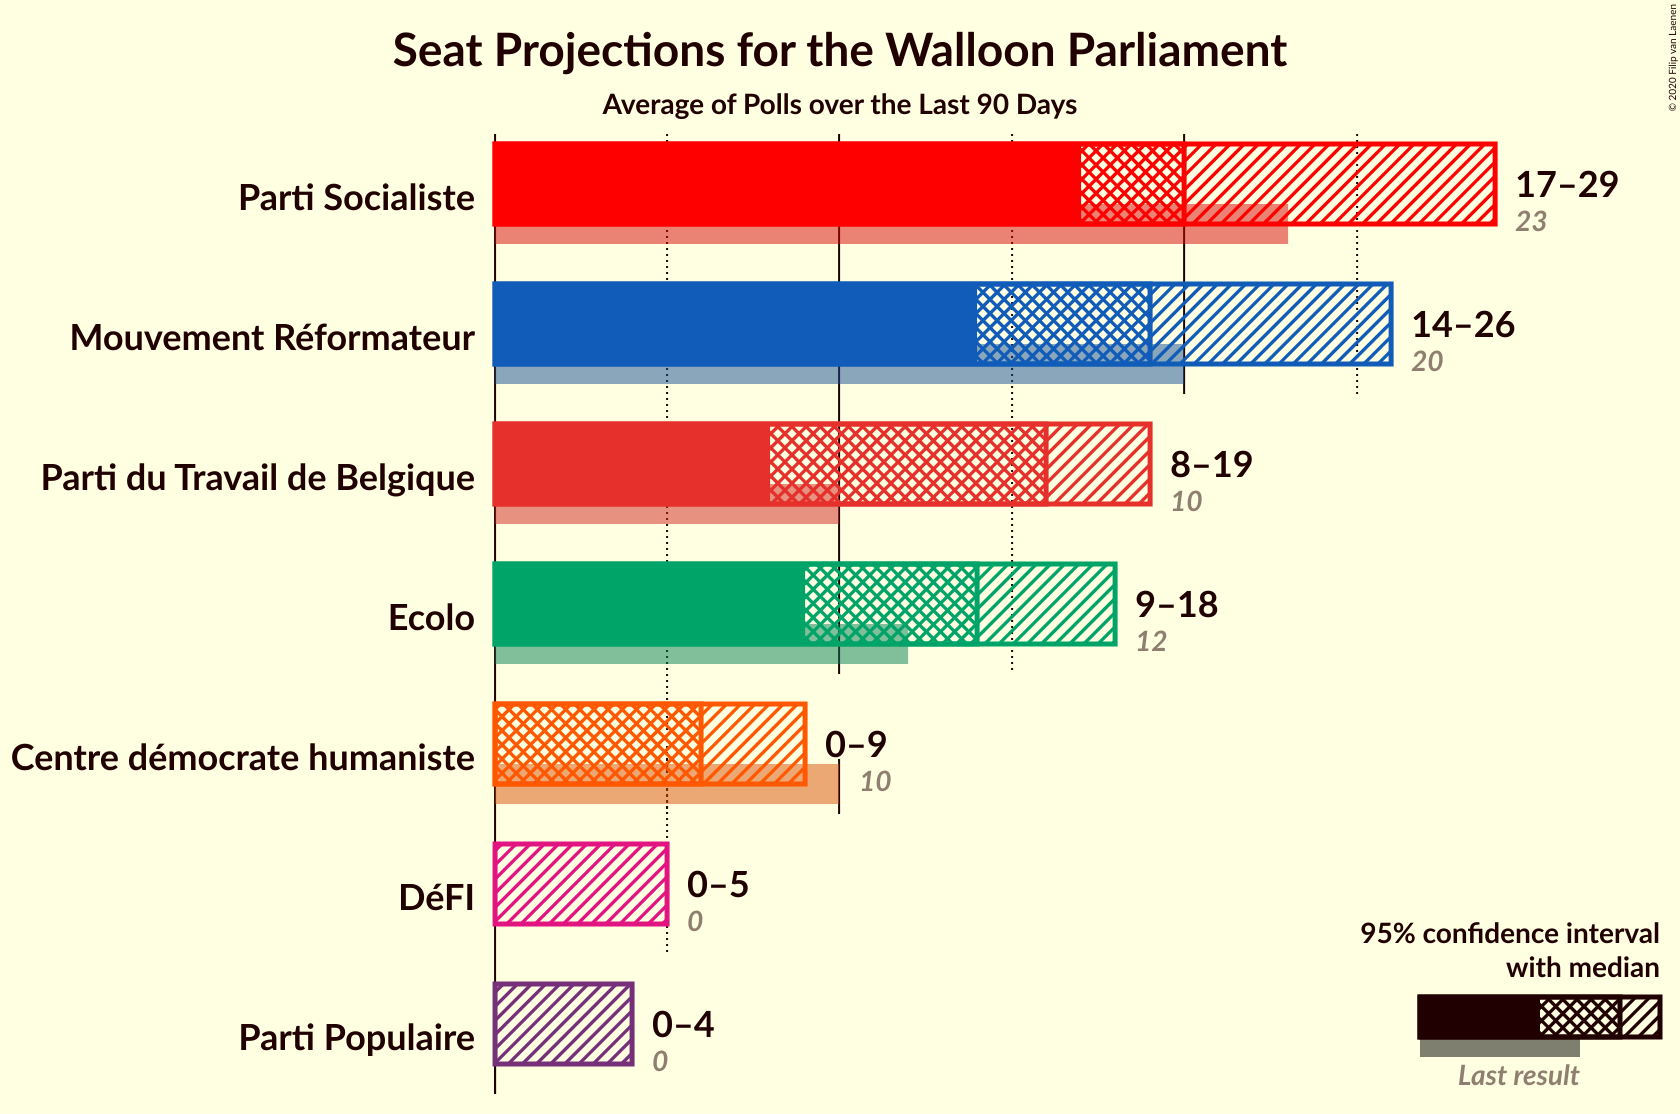 Seat Projections for the Walloon Parliament
Average of Polls over the Last 90 Days
© 2020 Filip van Laenen
Parti Socialiste
17–29
23
Mouvement Réformateur
14–26
20
Parti du Travail de Belgique
8–19
10
Ecolo
9–18
12
Centre démocrate humaniste
0–9
10
DéFI
0–5
0
Parti Populaire
0–4
0
95% confidence interval
with median
Last result